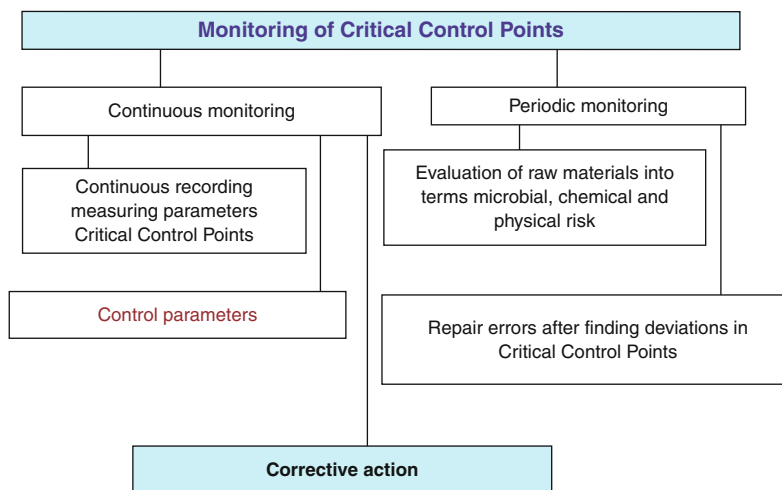 Monitoring of Critical Control Points
Continuous monitoring
Periodic monitoring
Continuous recording
measuring parameters
Critical Control Points
Evaluation of raw materials into
terms microbial, chemical and
physical risk
Control parameters
Repair errors after finding deviations in
Critical Control Points
Corrective action